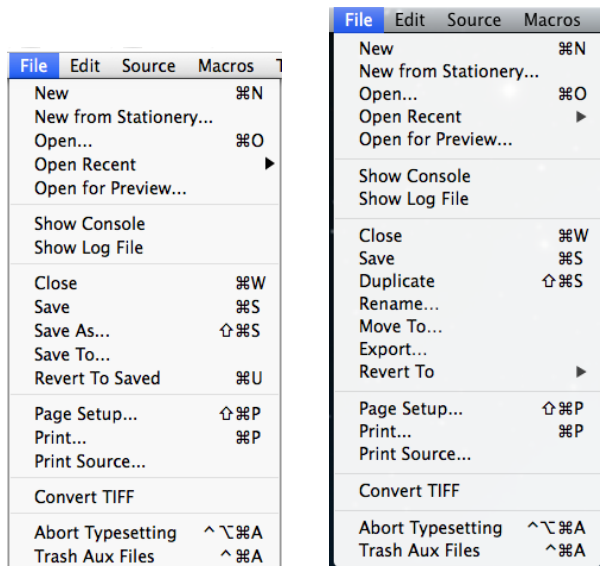 File Edit Source Macros
New ⌘N
New from Stationery...
Open... ⌘O
Open Recent ▶
Open for Preview...
Show Console
Show Log File
Close ⌘W
Save ⌘S
Save As... ⇧⌘S
Save To...
Revert To Saved ⌘U
Page Setup... ⇧⌘P
Print... ⌘P
Print Source...
Convert TIFF
Abort Typesetting ^⌥⌘A
Trash Aux Files ^⌘A
File Edit Source Macros
New ⌘N
New from Stationery...
Open... ⌘O
Open Recent ▶
Open for Preview...
Show Console
Show Log File
Close ⌘W
Save ⌘S
Duplicate ⇧⌘S
Rename...
Move To...
Export...
Revert To ▶
Page Setup... ⇧⌘P
Print... ⌘P
Print Source...
Convert TIFF
Abort Typesetting ^⌥⌘A
Trash Aux Files ^⌘A